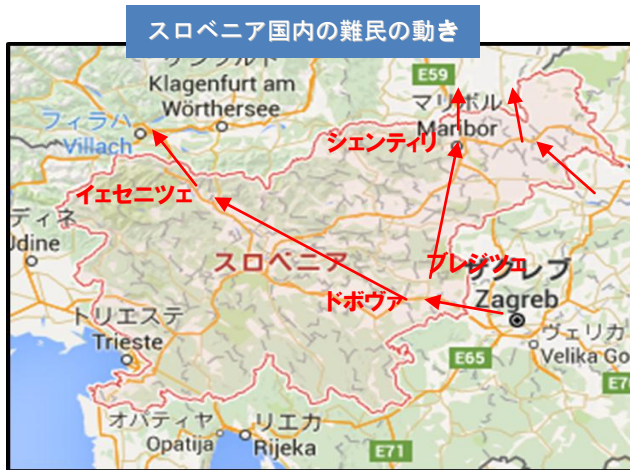 スロベニア国内の難民の動き
Klagenfurt am
Wörthersee
E59
マリボル
Maribor
フィラハ
Villach
シェンティリ
イェセニツェ
ディネ
Udine
スロベニア
ブレジツェ
ザグレブ
Zagreb
ドボヴァ
トリエステ
Trieste
ヴェリカ
Velika Go
E65
E70
オパティヤ
Opatija
リエカ
Rijeka
E71